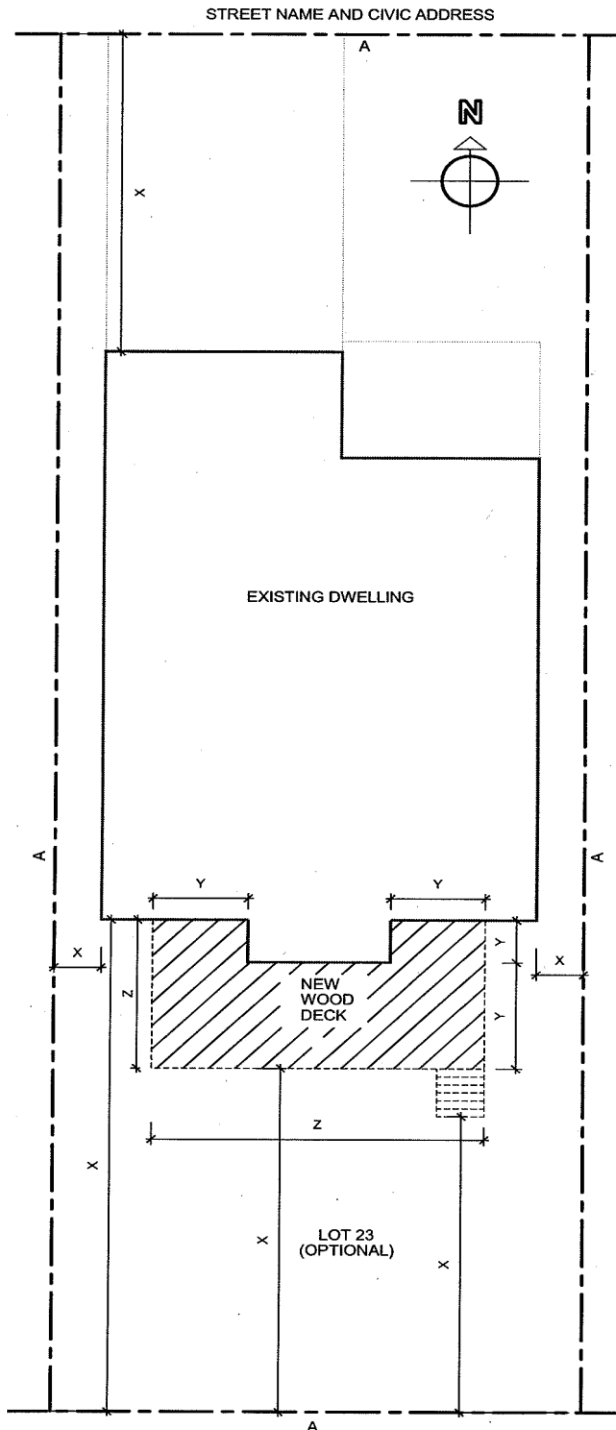 STREET NAME AND CIVIC ADDRESS
A
N
X
EXISTING DWELLING
A
A
Y
Y
X
X
Z
NEW
WOOD
DECK
Y
Y
Z
X
X
LOT 23
(OPTIONAL)
X
A